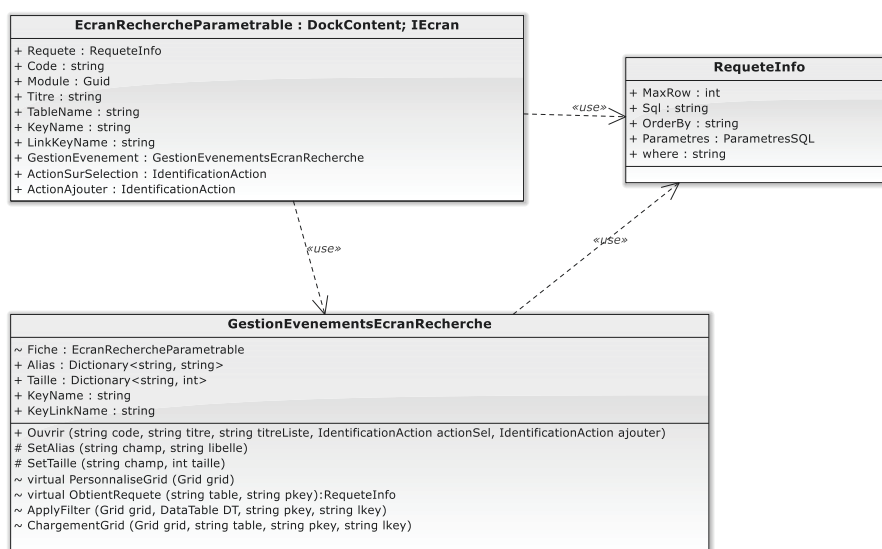 EcranRechercheParametrable : DockContent; IEcran
+ Requete : RequeteInfo
+ Code : string
+ Module : Guid
+ Titre : string
+ TableName : string
+ KeyName : string
+ LinkKeyName : string
+ GestionEvenement : GestionEvenementsEcranRecherche
+ ActionSurSelection : IdentificationAction
+ ActionAjouter : IdentificationAction
«use»
RequeteInfo
+ MaxRow : int
+ Sql : string
+ OrderBy : string
+ Parametres : ParametresSQL
+ where : string
«use»
«use»
GestionEvenementsEcranRecherche
~ Fiche : EcranRechercheParametrable
+ Alias : Dictionary<string, string>
+ Taille : Dictionary<string, int>
+ KeyName : string
+ KeyLinkName : string
+ Ouvrir (string code, string titre, string titreListe, IdentificationAction actionSel, IdentificationAction ajouter)
# SetAlias (string champ, string libelle)
# SetTaille (string champ, int taille)
~ virtual PersonnaliseGrid (Grid grid)
~ virtual ObtientRequete (string table, string pkey):RequeteInfo
~ ApplyFilter (Grid grid, DataTable DT, string pkey, string lkey)
~ ChargementGrid (Grid grid, string table, string pkey, string lkey)